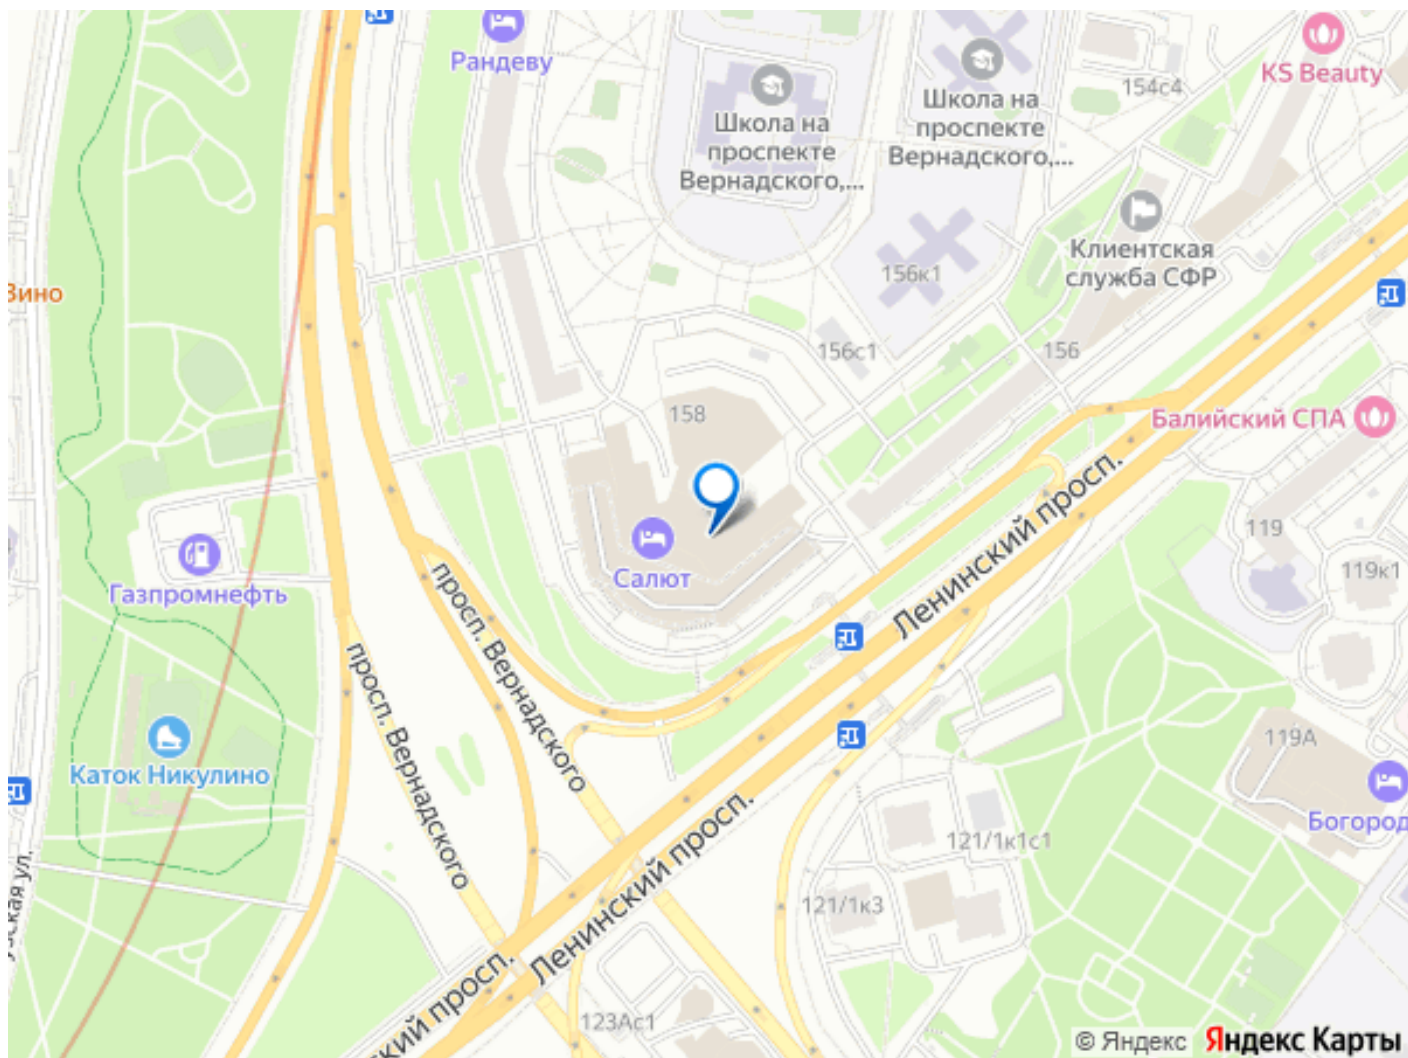 Рандеву
KS Beauty
154с4
Школа на
проспекте
Вернадского,...
Школа на
проспекте
Вернадского,...
Клиентская
служба СФР
156к1
Вино
156с1
156
158
Балийский СПА
Ленинский просп.
119
119к1
Салют
Газпромнефть
просп. Вернадского
просп. Вернадского
Каток Никулино
119А
Богород
121/1к1с1
Ленинский просп.
121/1к3
ул.
просп.
123Ас1
© Яндекс Яндекс Карты